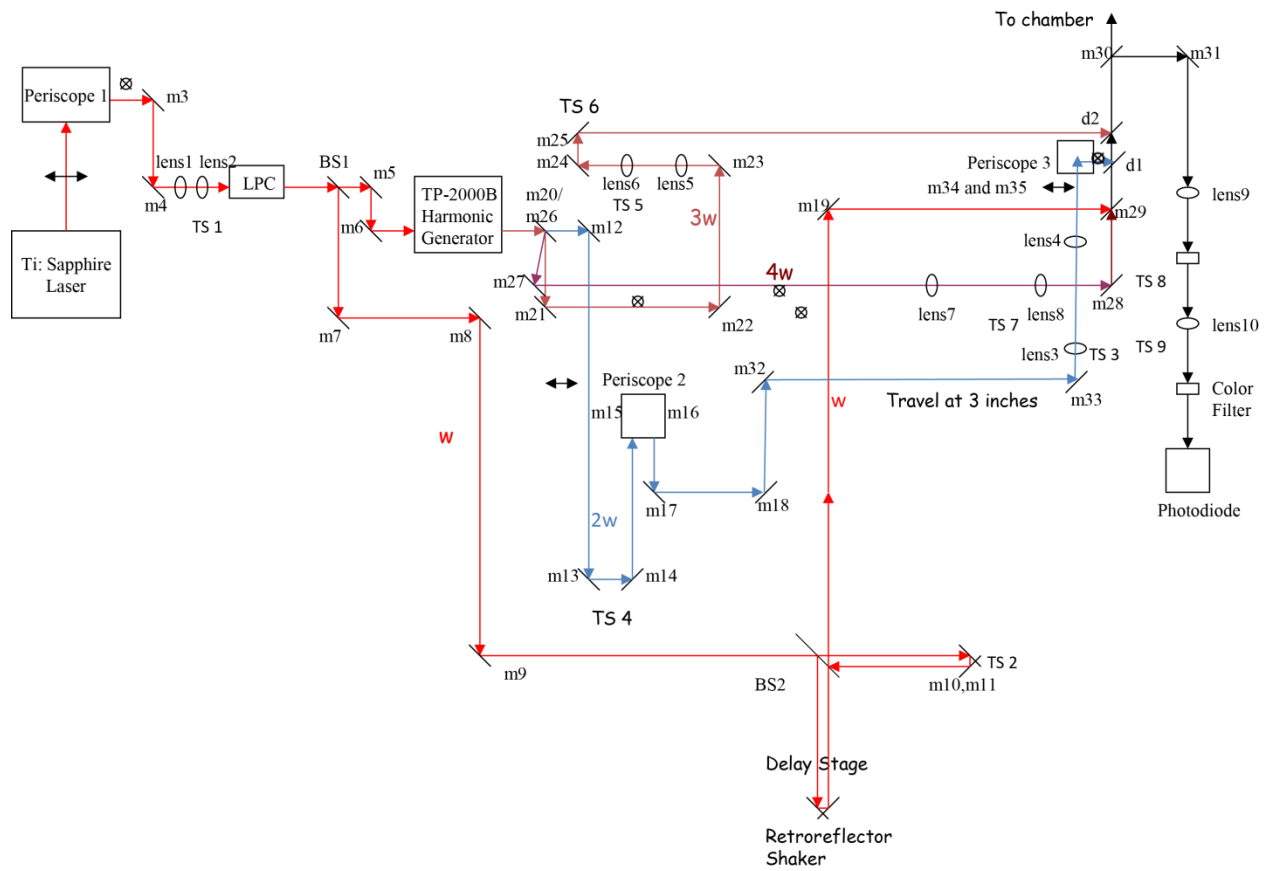 To chamber
m30
m31
Periscope 1
m3
TS 6
d2
m25
m24
m23
Periscope 3
d1
lens1
lens2
BS1
m5
LPC
lens6
lens5
TS 5
m34 and m35
m4
TS 1
TP-2000B
Harmonic
Generator
m20/
m26
m12
3w
m19
m29
lens9
m6
lens4
Ti: Sapphire
Laser
m27
4w
m28
TS 8
m21
m22
lens7
lens8
TS 7
m7
m8
lens10
lens3
TS 3
TS 9
m32
Periscope 2
m33
Color
Filter
m15
m16
Travel at 3 inches
w
w
m17
m18
Photodiode
2w
m13
m14
TS 4
m9
TS 2
BS2
m10,m11
Delay Stage
Retroreflector
Shaker